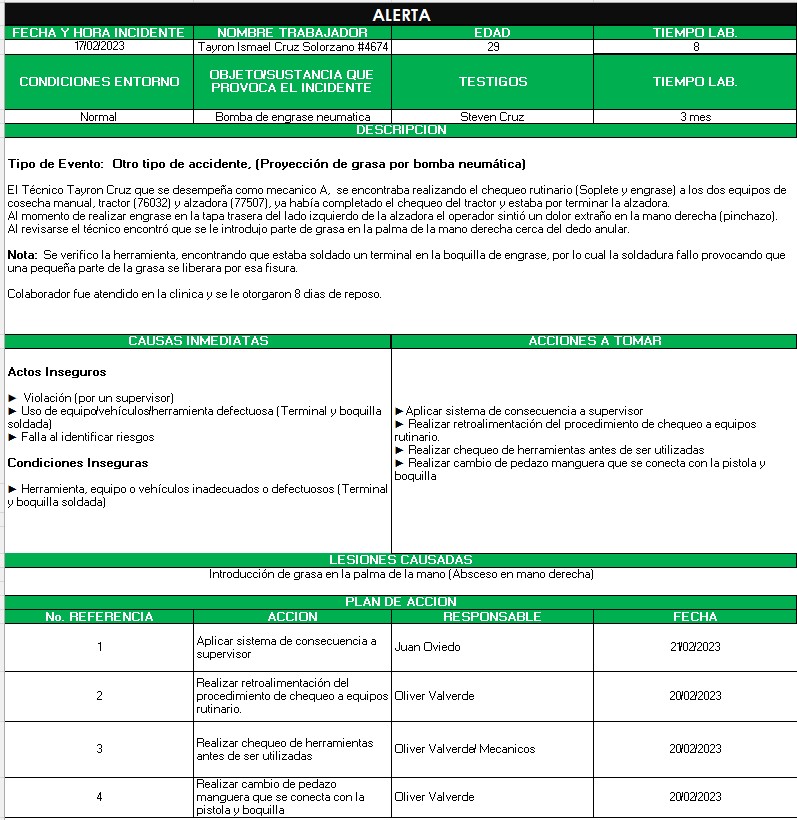 ALERTA
FECHA Y HORA INCIDENTE NOMBRE TRABAJADOR EDAD TIEMPO LAB.
17/02/2023 Tayron Ismael Cruz Solorzano #4674 29 8
CONDICIONES ENTORNO OBJETO/SUSTANCIA QUE PROVOCA EL INCIDENTE TESTIGOS TIEMPO LAB.
Normal Bomba de engrase neumatica Steven Cruz 3 mes
DESCRIPCION
Tipo de Evento: Otro tipo de accidente, (Proyección de grasa por bomba neumática)
El Técnico Tayron Cruz que se desempeña como mecanico A, se encontraba realizando el chequeo rutinario (Soplete y engrase) a los dos equipos de
cosecha manual, tractor (76032) y alzadora (77507), ya había completado el chequeo del tractor y estaba por terminar la alzadora.
Al momento de realizar engrase en la tapa trasera del lado izquierdo de la alzadora el operador sintió un dolor extraño en la mano derecha (pinchazo).
Al revisarse el técnico encontró que se le introdujo parte de grasa en la palma de la mano derecha cerca del dedo anular.
Nota: Se verifico la herramienta, encontrando que estaba soldado un terminal en la boquilla de engrase, por lo cual la soldadura fallo provocando que
una pequeña parte de la grasa se liberara por esa fisura.
Colaborador fue atendido en la clinica y se le otorgaron 8 dias de reposo.
CAUSAS INMEDIATAS ACCIONES A TOMAR
Actos Inseguros
► Violación (por un supervisor)
► Uso de equipo/vehículos/herramienta defectuosa (Terminal y boquilla
soldada)
► Falla al identificar riesgos
Condiciones Inseguras
► Herramienta, equipo o vehículos inadecuados o defectuosos (Terminal
y boquilla soldada)
►Aplicar sistema de consecuencia a supervisor
► Realizar retroalimentación del procedimiento de chequeo a equipos
rutinario.
► Realizar chequeo de herramientas antes de ser utilizadas
► Realizar cambio de pedazo manguera que se conecta con la pistola y
boquilla
LESIONES CAUSADAS
Introducción de grasa en la palma de la mano (Absceso en mano derecha)
PLAN DE ACCION
No. REFERENCIA ACCION RESPONSABLE FECHA
1 Aplicar sistema de consecuencia a
supervisor Juan Oviedo 21/02/2023
2 Realizar retroalimentación del
procedimiento de chequeo a equipos
rutinario. Oliver Valverde 20/02/2023
3 Realizar chequeo de herramientas
antes de ser utilizadas Oliver Valverde/ Mecanicos 20/02/2023
4 Realizar cambio de pedazo
manguera que se conecta con la
pistola y boquilla Oliver Valverde 20/02/2023